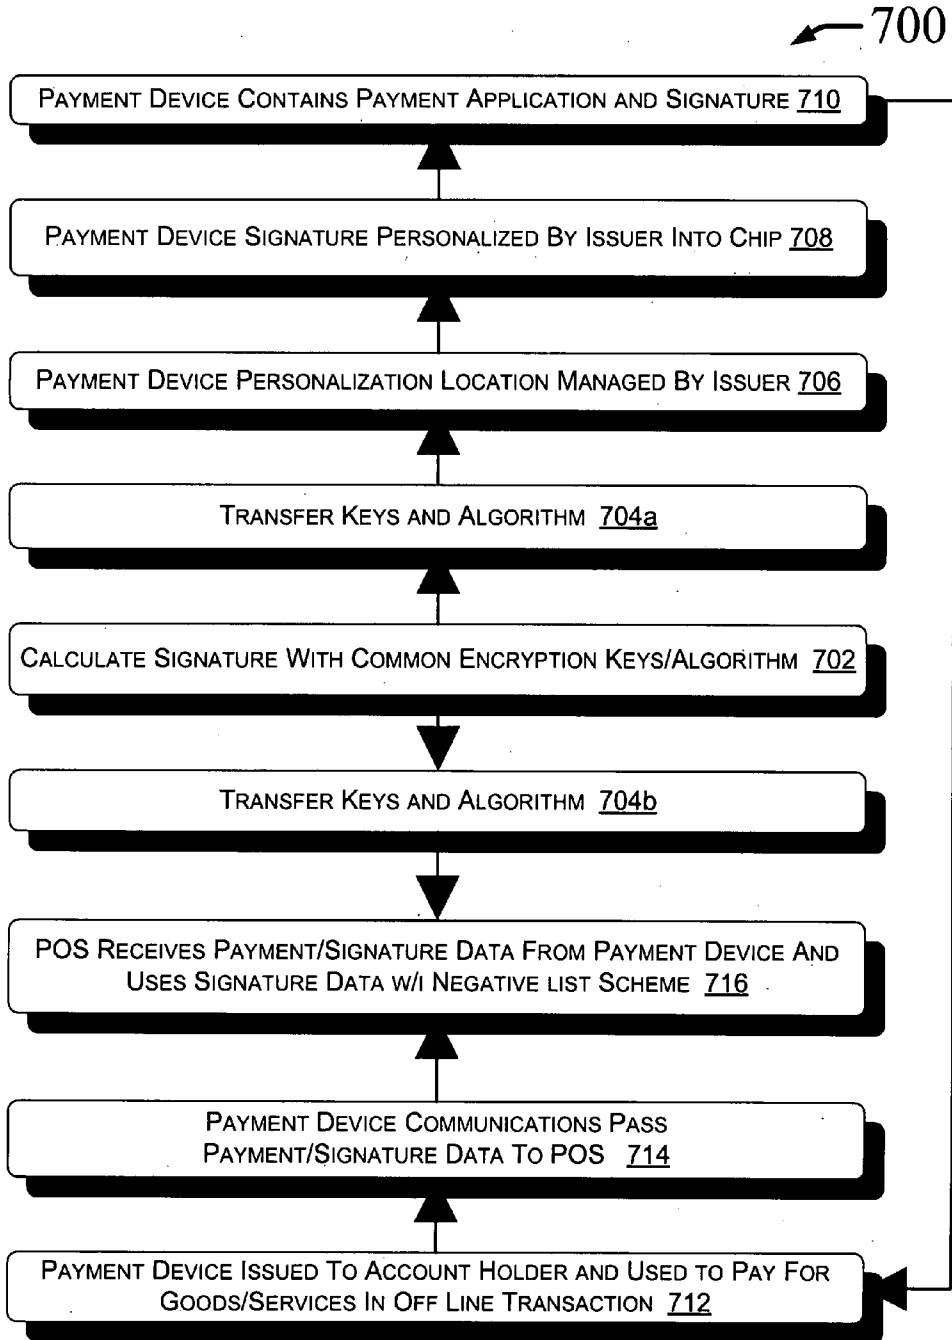 700
PAYMENT DEVICE CONTAINS PAYMENT APPLICATION AND SIGNATURE 710
PAYMENT DEVICE SIGNATURE PERSONALIZED BY ISSUER INTO CHIP 708
PAYMENT DEVICE PERSONALIZATION LOCATION MANAGED BY ISSUER 706
TRANSFER KEYS AND ALGORITHM 704a
CALCULATE SIGNATURE WITH COMMON ENCRYPTION KEYS/ALGORITHM 702
TRANSFER KEYS AND ALGORITHM 704b
POS RECEIVES PAYMENT/SIGNATURE DATA FROM PAYMENT DEVICE AND
USES SIGNATURE DATA W/I NEGATIVE LIST SCHEME 716
PAYMENT DEVICE COMMUNICATIONS PASS
PAYMENT/SIGNATURE DATA TO POS 714
PAYMENT DEVICE ISSUED TO ACCOUNT HOLDER AND USED TO PAY FOR
GOODS/SERVICES IN OFF LINE TRANSACTION 712